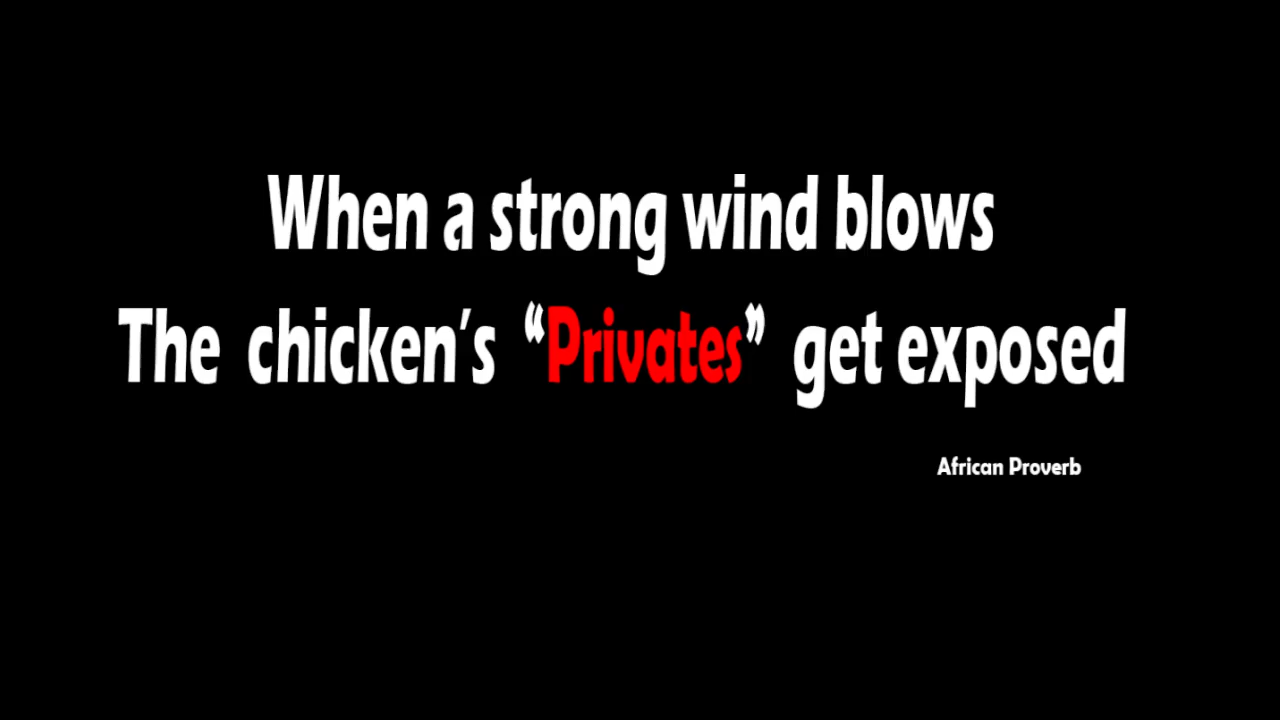 When a strong wind blows
The chicken's “Privates” get exposed
African Proverb